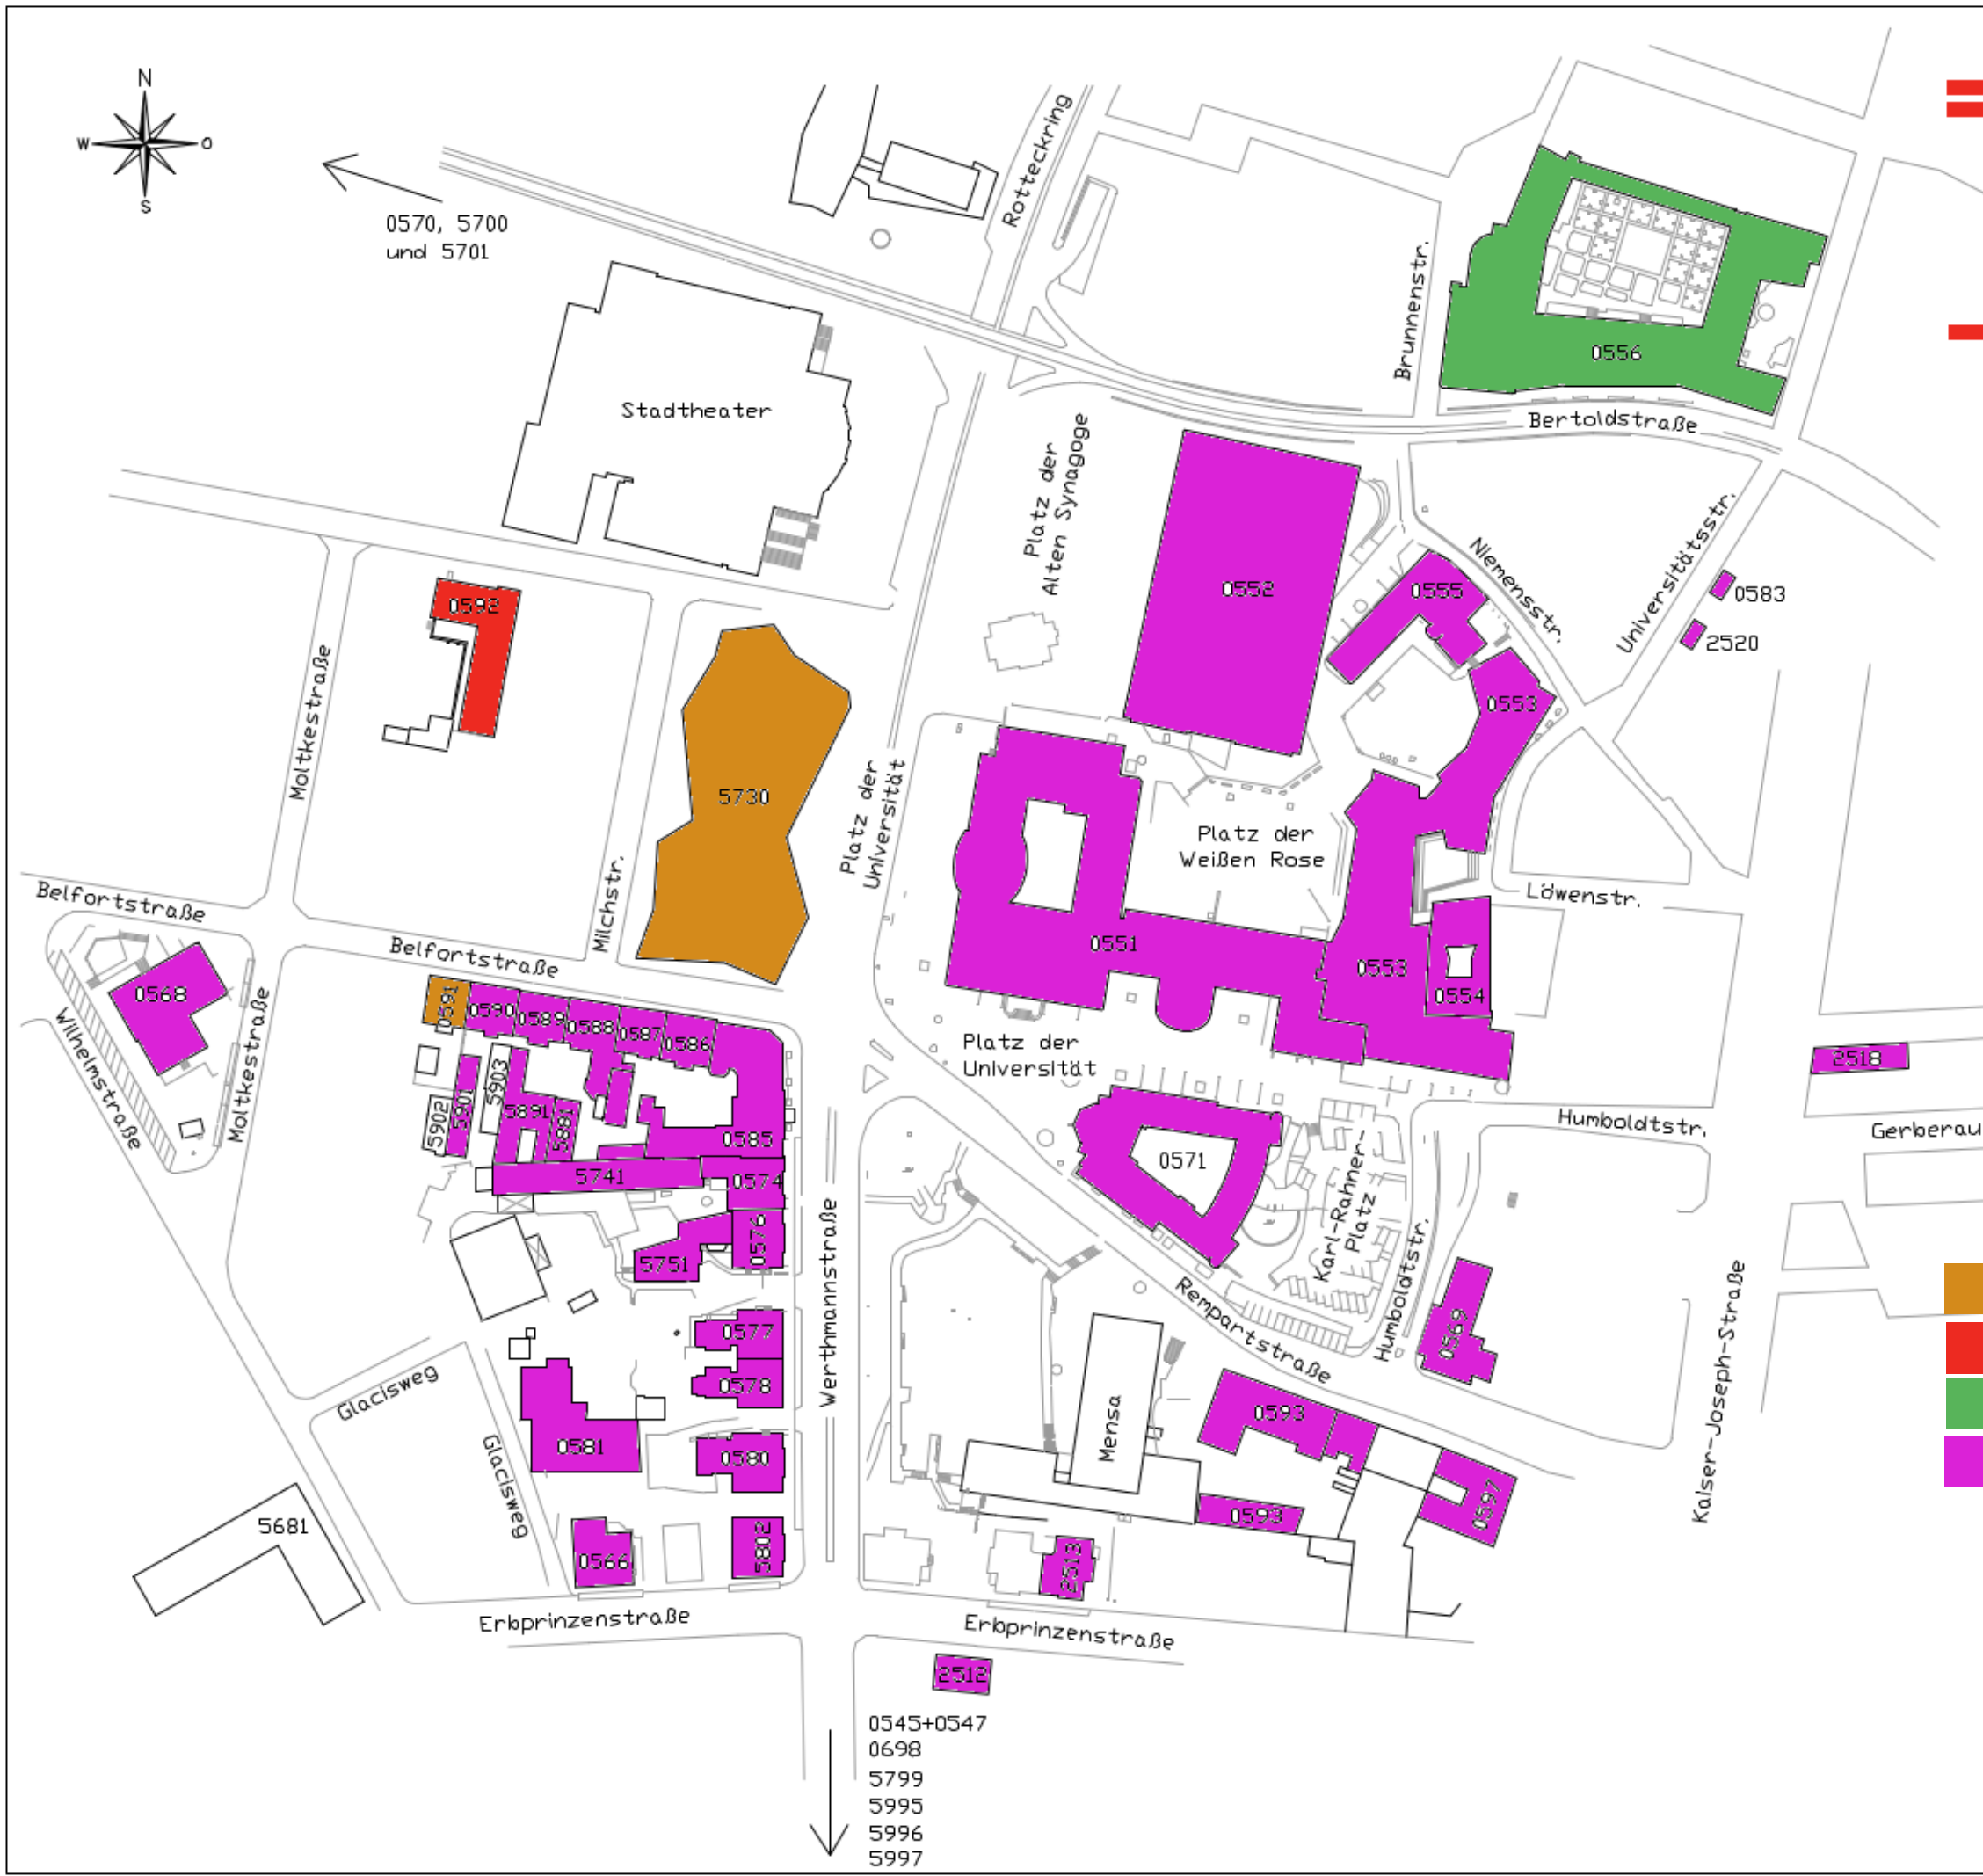 N
W
O
S
0570, 5700
und 5701
Rotteckring
Brunnenstr.
0556
Bertoldstraße
Stadtheater
Platz der
Alten Synagoge
0552
0555
Niemensstr.
Universitätsstr.
0583
2520
0592
0553
Moltkestraße
5730
Platz der
Universität
Platz der
Weißen Rose
Milchstr.
Löwenstr.
Belfortstraße
Belfortstraße
0551
0553
0554
0568
Wilhelmstraße
Moltkestraße
0591
0590
0589
0588
0587
0586
Platz der
Universität
2518
5903
5901
5902
5891
5881
0585
Humboldtstr.
Gerberau
0571
Karl-Rahner-
Platz
5741
0574
0576
5751
Werthmannstraße
Humboldtstr.
Rempartstraße
0569
Kaiser-Joseph-Straße
0577
0578
Glacisweg
Mensa
0593
0581
0580
Glacisweg
0597
5681
0593
0566
5802
2513
Erbprinzenstraße
Erbprinzenstraße
2512
0545+0547
0698
5799
5995
5996
5997